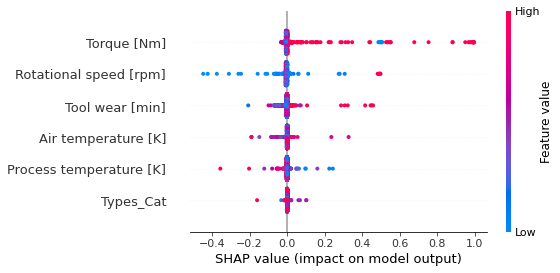 High
Torque [Nm]
Rotational speed [rpm]
Tool wear [min]
Air temperature [K]
Process temperature [K]
Types_Cat
Feature value
Low
−0.4 −0.2 0.0 0.2 0.4 0.6 0.8 1.0
SHAP value (impact on model output)